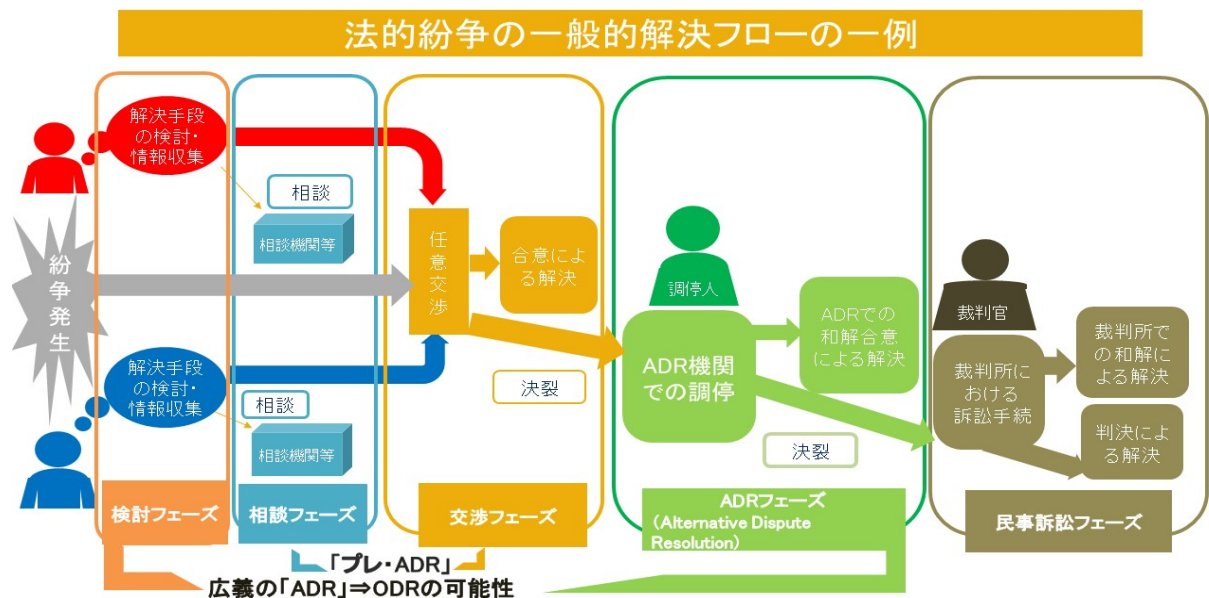 法的紛争の一般的解決フローの一例
解決手段
の検討・
情報収集
相談
相談機関等
紛争発生
任意交渉
合意によ
る解決
調停人
ADR機関
での調停
ADRでの
和解合意
による解決
裁判官
裁判所に
おける
訴訟手続
裁判所で
の和解に
よる解決
判決によ
る解決
解決手段
の検討・
情報収集
相談
相談機関等
決裂
決裂
検討フェーズ
相談フェーズ
交渉フェーズ
ADRフェーズ
（Alternative Dispute
Resolution）
民事訴訟フェーズ
「プレ・ADR」
広義の「ADR」⇒ODRの可能性